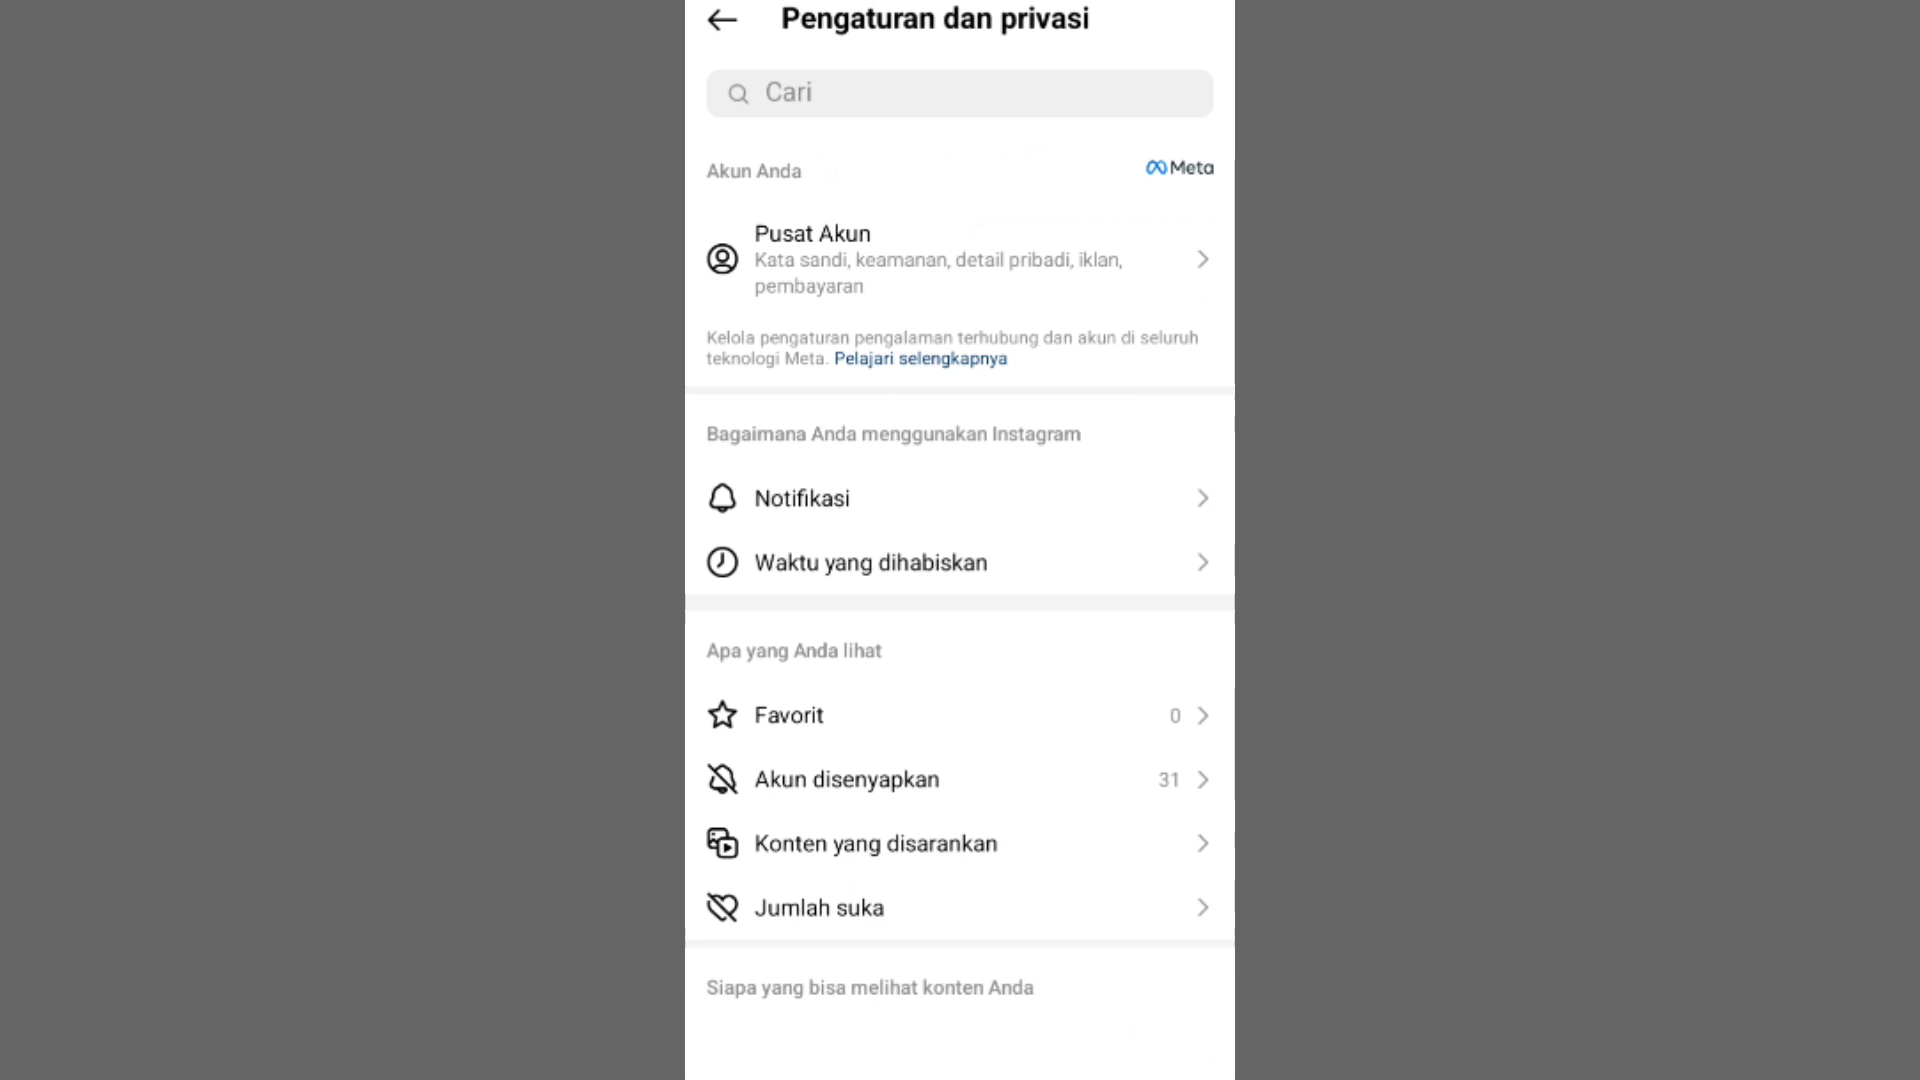 Pengaturan dan privasi
Cari
Akun Anda
Meta
Pusat Akun
Kata sandi, keamanan, detail pribadi, iklan,
pembayaran
Kelola pengaturan pengalaman terhubung dan akun di seluruh
teknologi Meta. Pelajari selengkapnya
Bagaimana Anda menggunakan Instagram
Notifikasi
Waktu yang dihabiskan
Apa yang Anda lihat
Favorit 0
Akun disenyapkan 31
Konten yang disarankan
Jumlah suka
Siapa yang bisa melihat konten Anda